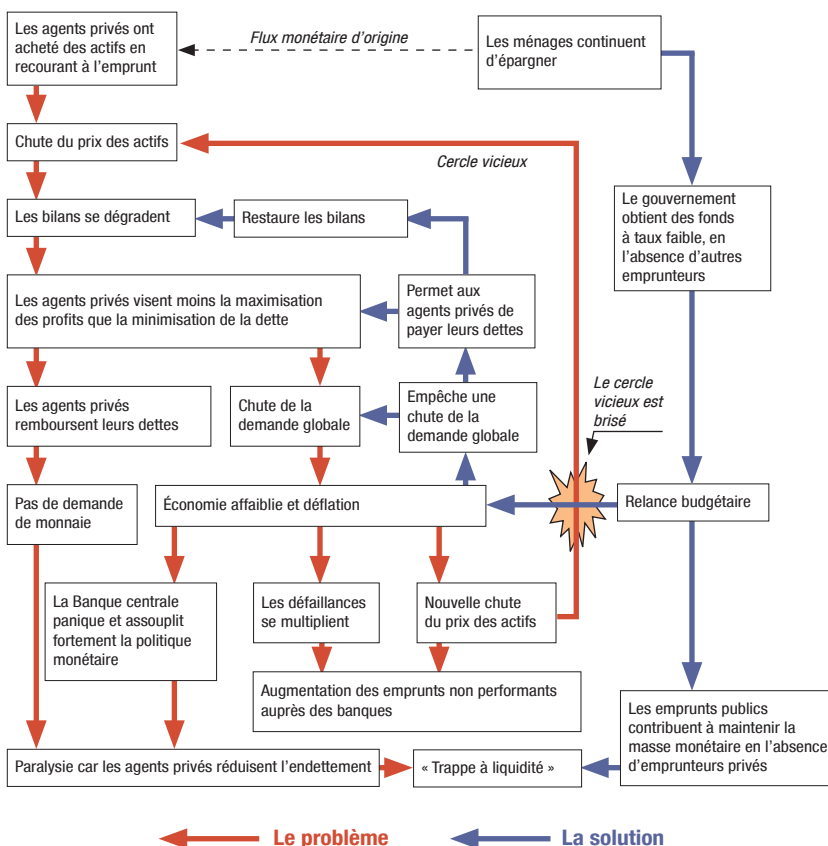 Les agents privés ont
acheté des actifs en
recourant à l'emprunt
Flux monétaire d'origine
Les ménages continuent
d'épargner
Chute du prix des actifs
Cercle vicieux
Le gouvernement
obtient des fonds
à taux faible, en
l'absence d'autres
emprunteurs
Les bilans se dégradent
Restaure les bilans
Les agents privés visent moins la maximisation
des profits que la minimisation de la dette
Permet aux
agents privés de
payer leurs dettes
Les agents privés
remboursent leurs dettes
Chute de la
demande globale
Empêche une
chute de la
demande globale
Le cercle
vicieux est
brisé
Pas de demande
de monnaie
Économie affaiblie et déflation
Relance budgétaire
La Banque centrale
panique et assouplit
fortement la politique
monétaire
Les défaillances
se multiplient
Nouvelle chute
du prix des actifs
Augmentation des emprunts non performants
auprès des banques
Les emprunts publics
contribuent à maintenir la
masse monétaire en l'absence
d'emprunteurs privés
Paralysie car les agents privés réduisent l'endettement
« Trappe à liquidité »
Le problème
La solution